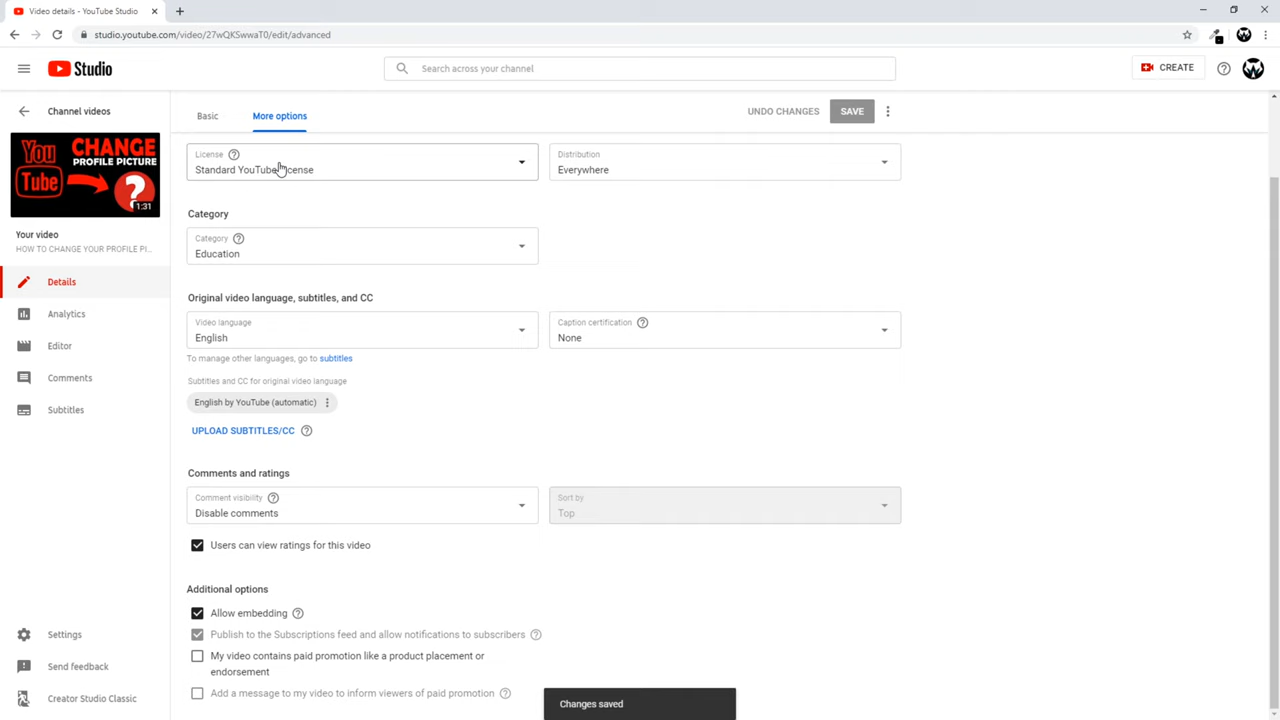 Video details - YouTube Studio
studio.youtube.com/video/27wQKSwwaT0/edit/advanced
Studio
Search across your channel
CREATE
Channel videos
Basic
More options
UNDO CHANGES
SAVE
You
Tube
CHANGE
PROFILE PICTURE
?
1:31
Your video
HOW TO CHANGE YOUR PROFILE PI...
Details
Analytics
Editor
Comments
Subtitles
Settings
Send feedback
Creator Studio Classic
License
Standard YouTube License
Distribution
Everywhere
Category
Category
Education
Original video language, subtitles, and CC
Video language
English
Caption certification
None
To manage other languages, go to subtitles
Subtitles and CC for original video language
English by YouTube (automatic)
UPLOAD SUBTITLES/CC
Comments and ratings
Comment visibility
Disable comments
Sort by
Top
Users can view ratings for this video
Additional options
Allow embedding
Publish to the Subscriptions feed and allow notifications to subscribers
My video contains paid promotion like a product placement or
endorsement
Add a message to my video to inform viewers of paid promotion
Changes saved